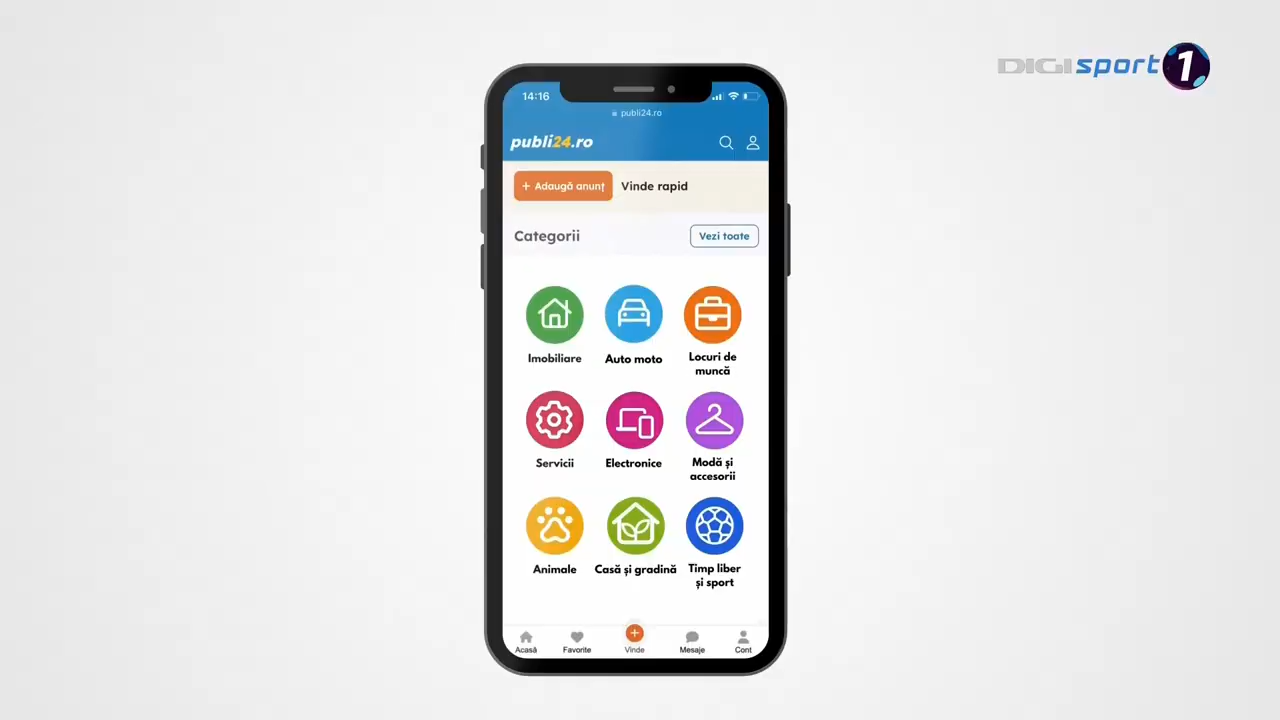 DIGI sport 1
14:16
publi24.ro
publi24.ro
+ Adaugă anunț
Vinde rapid
Categorii
Vezi toate
Imobiliare
Auto moto
Locuri de
muncă
Servicii
Electronice
Modă și
accesorii
Animale
Casă și gradină
Timp liber
și sport
Acasă
Favorite
Vinde
Mesaje
Cont